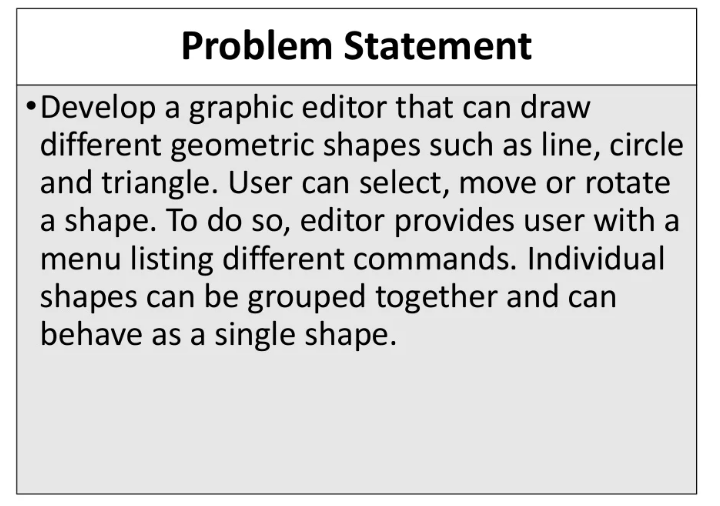 Problem Statement
•Develop a graphic editor that can draw
different geometric shapes such as line, circle
and triangle. User can select, move or rotate
a shape. To do so, editor provides user with a
menu listing different commands. Individual
shapes can be grouped together and can
behave as a single shape.